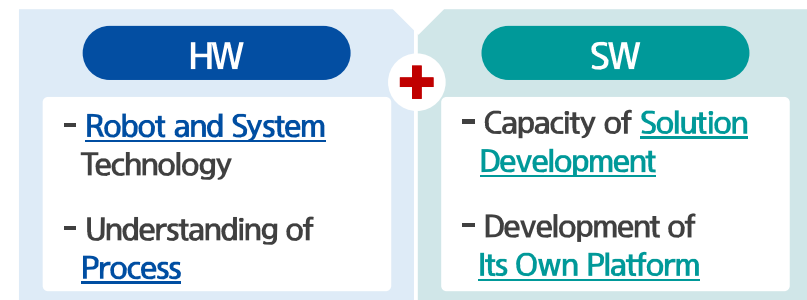 HW
- Robot and System
Technology
- Understanding of
Process
SW
- Capacity of Solution
Development
- Development of
Its Own Platform